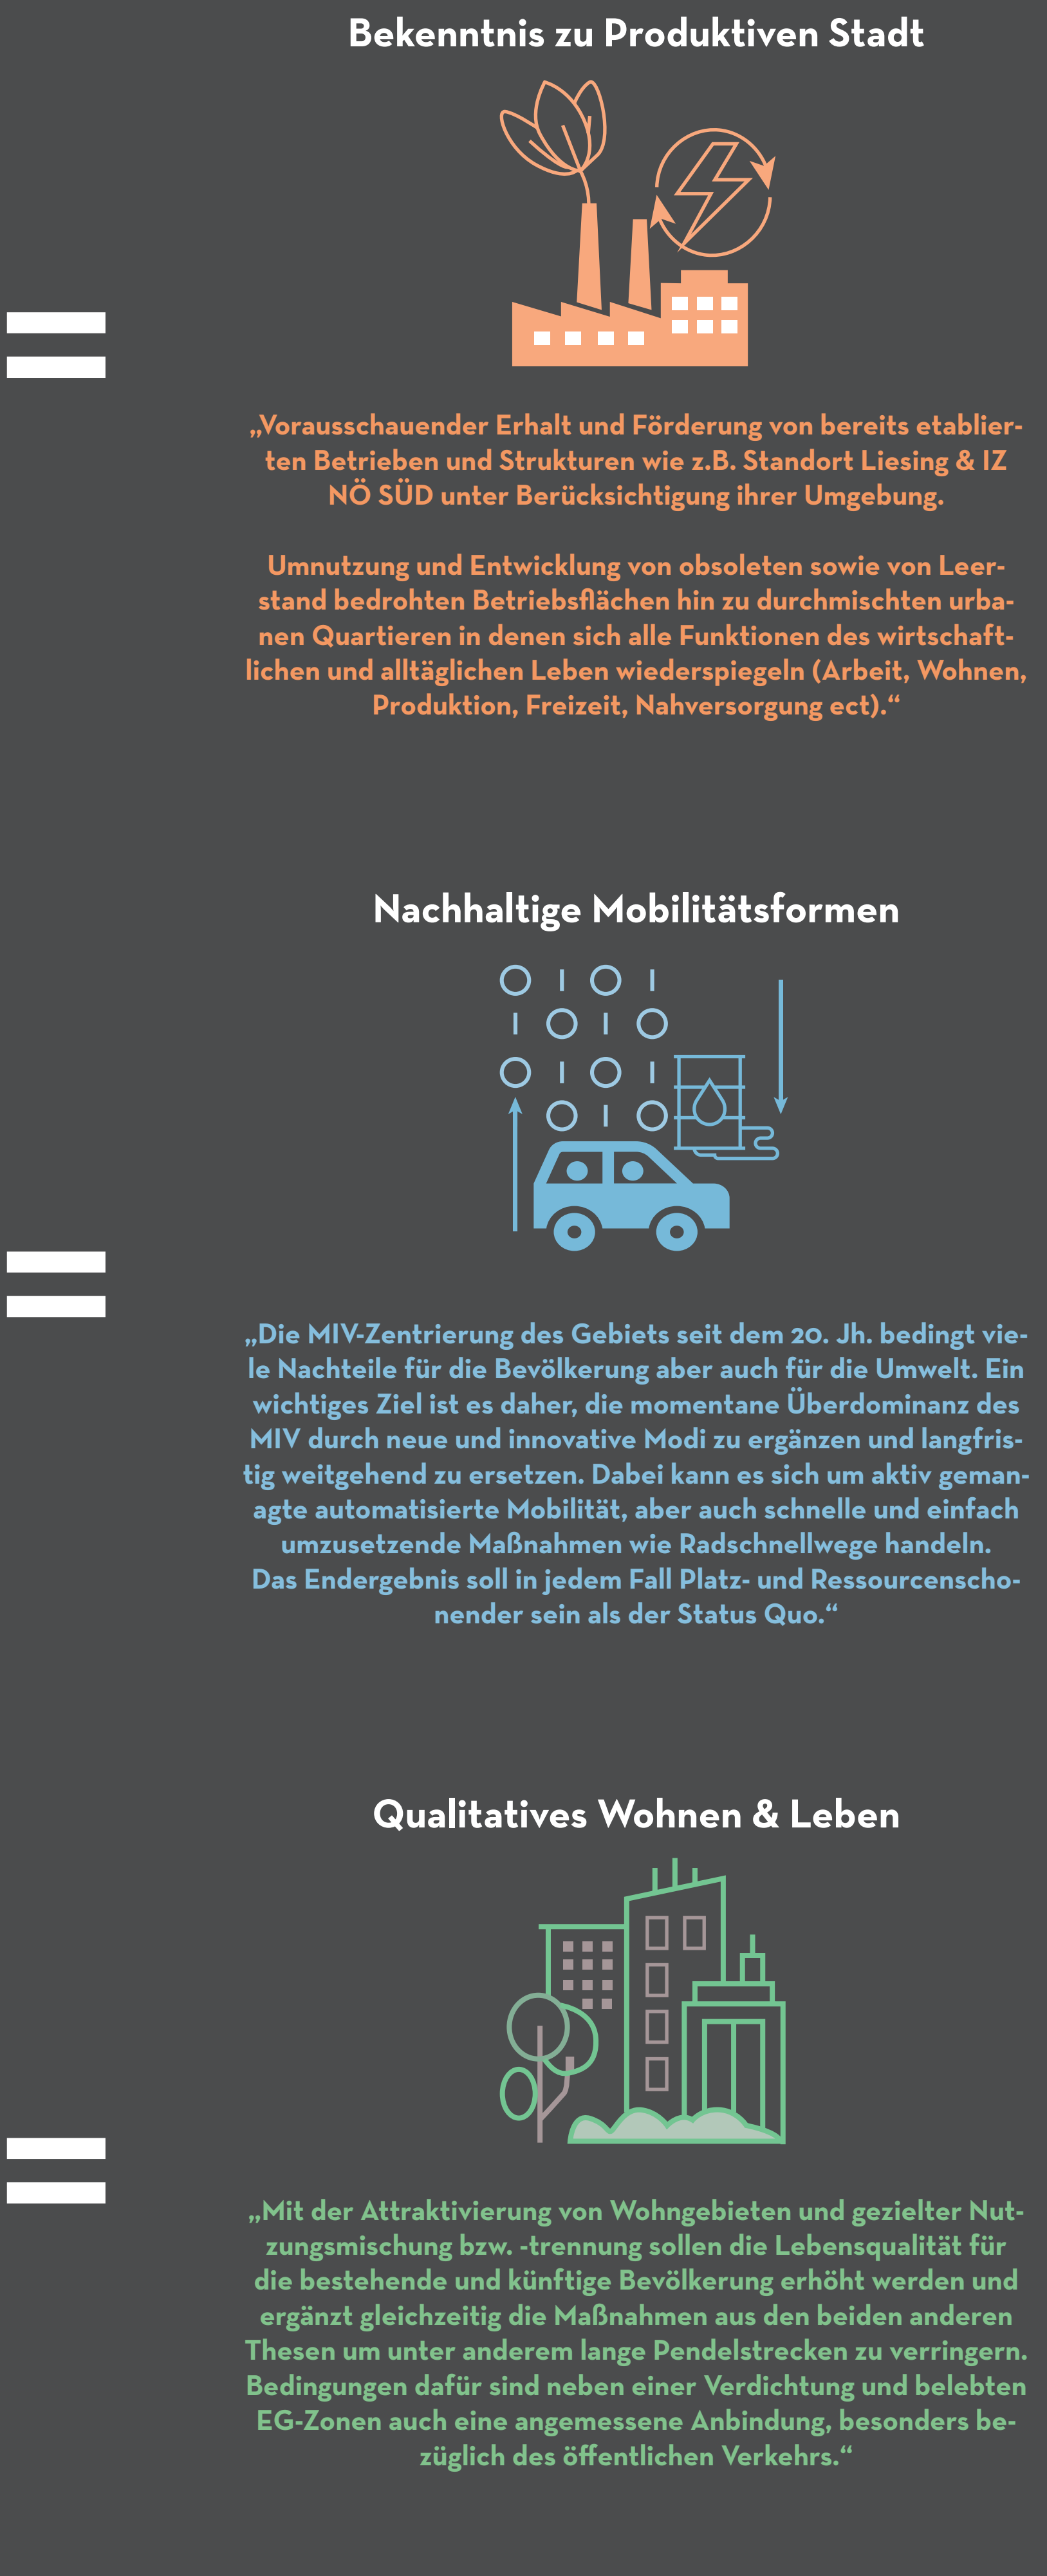 Bekenntnis zu Produktiven Stadt
„Vorausschauender Erhalt und Förderung von bereits etablier-
ten Betrieben und Strukturen wie z.B. Standort Liesing & IZ
NÖ SÜD unter Berücksichtigung ihrer Umgebung.
Umnutzung und Entwicklung von obsoleten sowie von Leer-
stand bedrohten Betriebsflächen hin zu durchmischten urba-
nen Quartieren in denen sich alle Funktionen des wirtschaft-
lichen und alltäglichen Leben wiederspiegeln (Arbeit, Wohnen,
Produktion, Freizeit, Nahversorgung ect).“
Nachhaltige Mobilitätsformen
„Die MIV-Zentrierung des Gebiets seit dem 20. Jh. bedingt vie-
le Nachteile für die Bevölkerung aber auch für die Umwelt. Ein
wichtiges Ziel ist es daher, die momentane Überdominanz des
MIV durch neue und innovative Modi zu ergänzen und langfris-
tig weitgehend zu ersetzen. Dabei kann es sich um aktiv geman-
agte automatisierte Mobilität, aber auch schnelle und einfach
umzusetzende Maßnahmen wie Radschnellwege handeln.
Das Endergebnis soll in jedem Fall Platz- und Ressourcenscho-
nender sein als der Status Quo.“
Qualitatives Wohnen & Leben
„Mit der Attraktivierung von Wohngebieten und gezielter Nut-
zungsmischung bzw. -trennung sollen die Lebensqualität für
die bestehende und künftige Bevölkerung erhöht werden und
ergänzt gleichzeitig die Maßnahmen aus den beiden anderen
Thesen um unter anderem lange Pendelstrecken zu verringern.
Bedingungen dafür sind neben einer Verdichtung und belebten
EG-Zonen auch eine angemessene Anbindung, besonders be-
züglich des öffentlichen Verkehrs.“